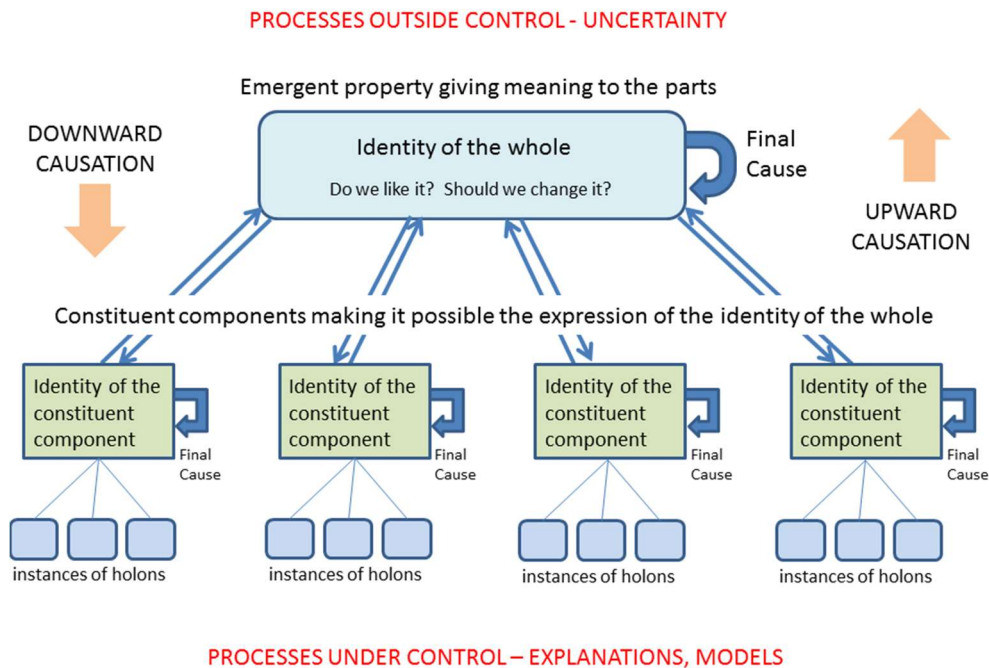 PROCESSES OUTSIDE CONTROL - UNCERTAINTY
Emergent property giving meaning to the parts
DOWNWARD
CAUSATION
Identity of the whole
Do we like it? Should we change it?
Final
Cause
UPWARD
CAUSATION
Constituent components making it possible the expression of the identity of the whole
Identity of the
constituent
component
Final
Cause
Identity of the
constituent
component
Final
Cause
Identity of the
constituent
component
Final
Cause
Identity of the
constituent
component
Final
Cause
instances of holons
instances of holons
instances of holons
instances of holons
PROCESSES UNDER CONTROL – EXPLANATIONS, MODELS